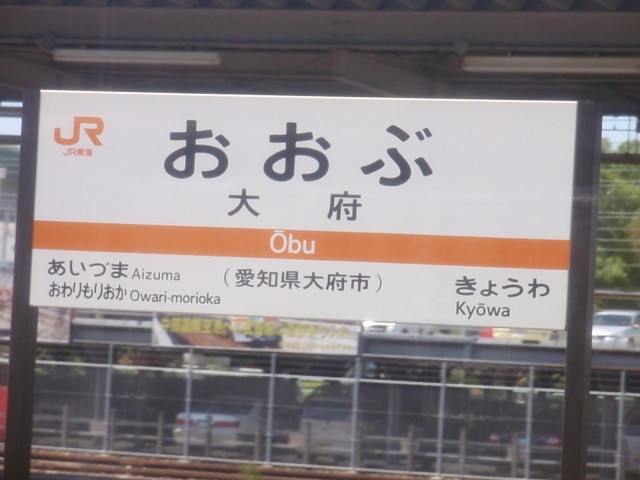 JR
JR東海
おおぶ
大府
Ōbu
あいづま Aizuma
おわりもりおか Owari-morioka
(愛知県大府市)
きょうわ
Kyōwa